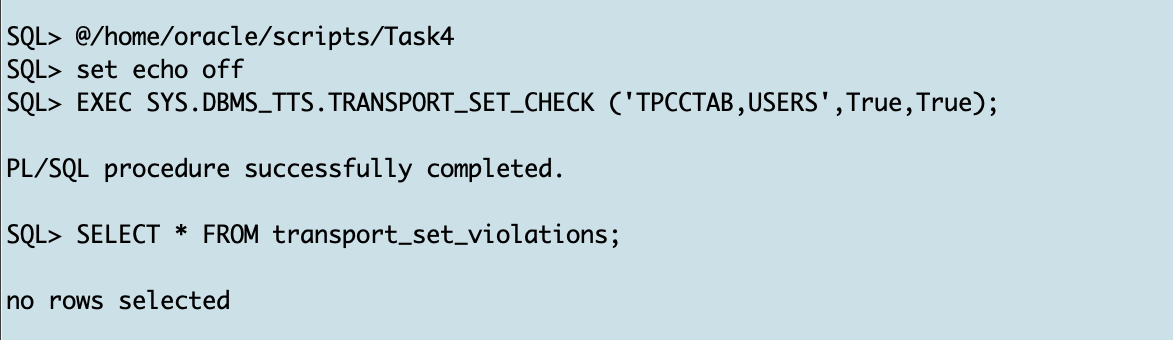 SQL> @/home/oracle/scripts/Task4
SQL> set echo off
SQL> EXEC SYS.DBMS_TTS.TRANSPORT_SET_CHECK ('TPCCTAB,USERS',True,True);
PL/SQL procedure successfully completed.
SQL> SELECT * FROM transport_set_violations;
no rows selected